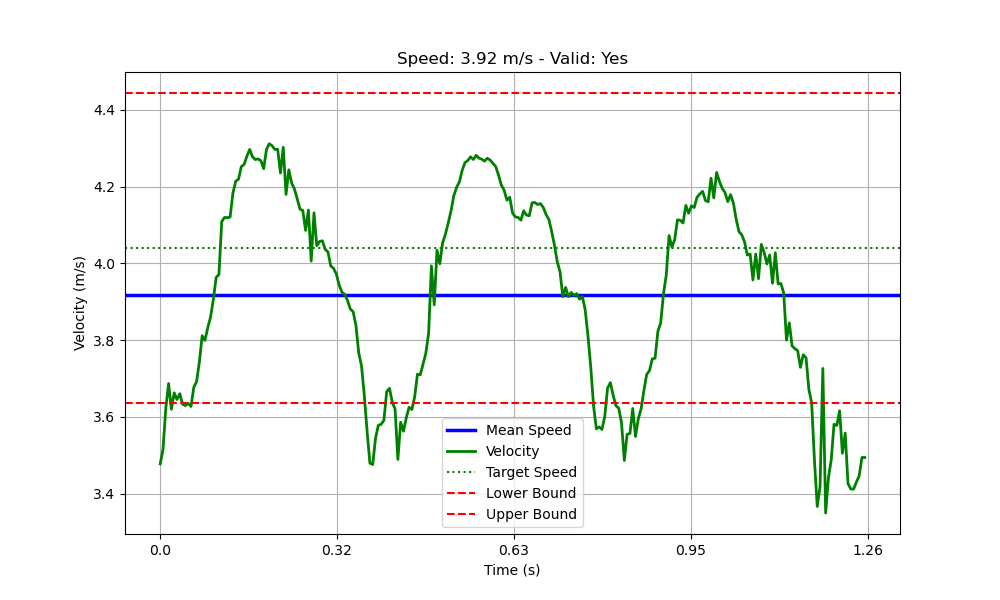 Speed: 3.92 m/s - Valid: Yes
Velocity (m/s)
4.4
4.2
4.0
3.8
3.6
3.4
Mean Speed
Velocity
Target Speed
Lower Bound
Upper Bound
0.0 0.32 0.63 0.95 1.26
Time (s)